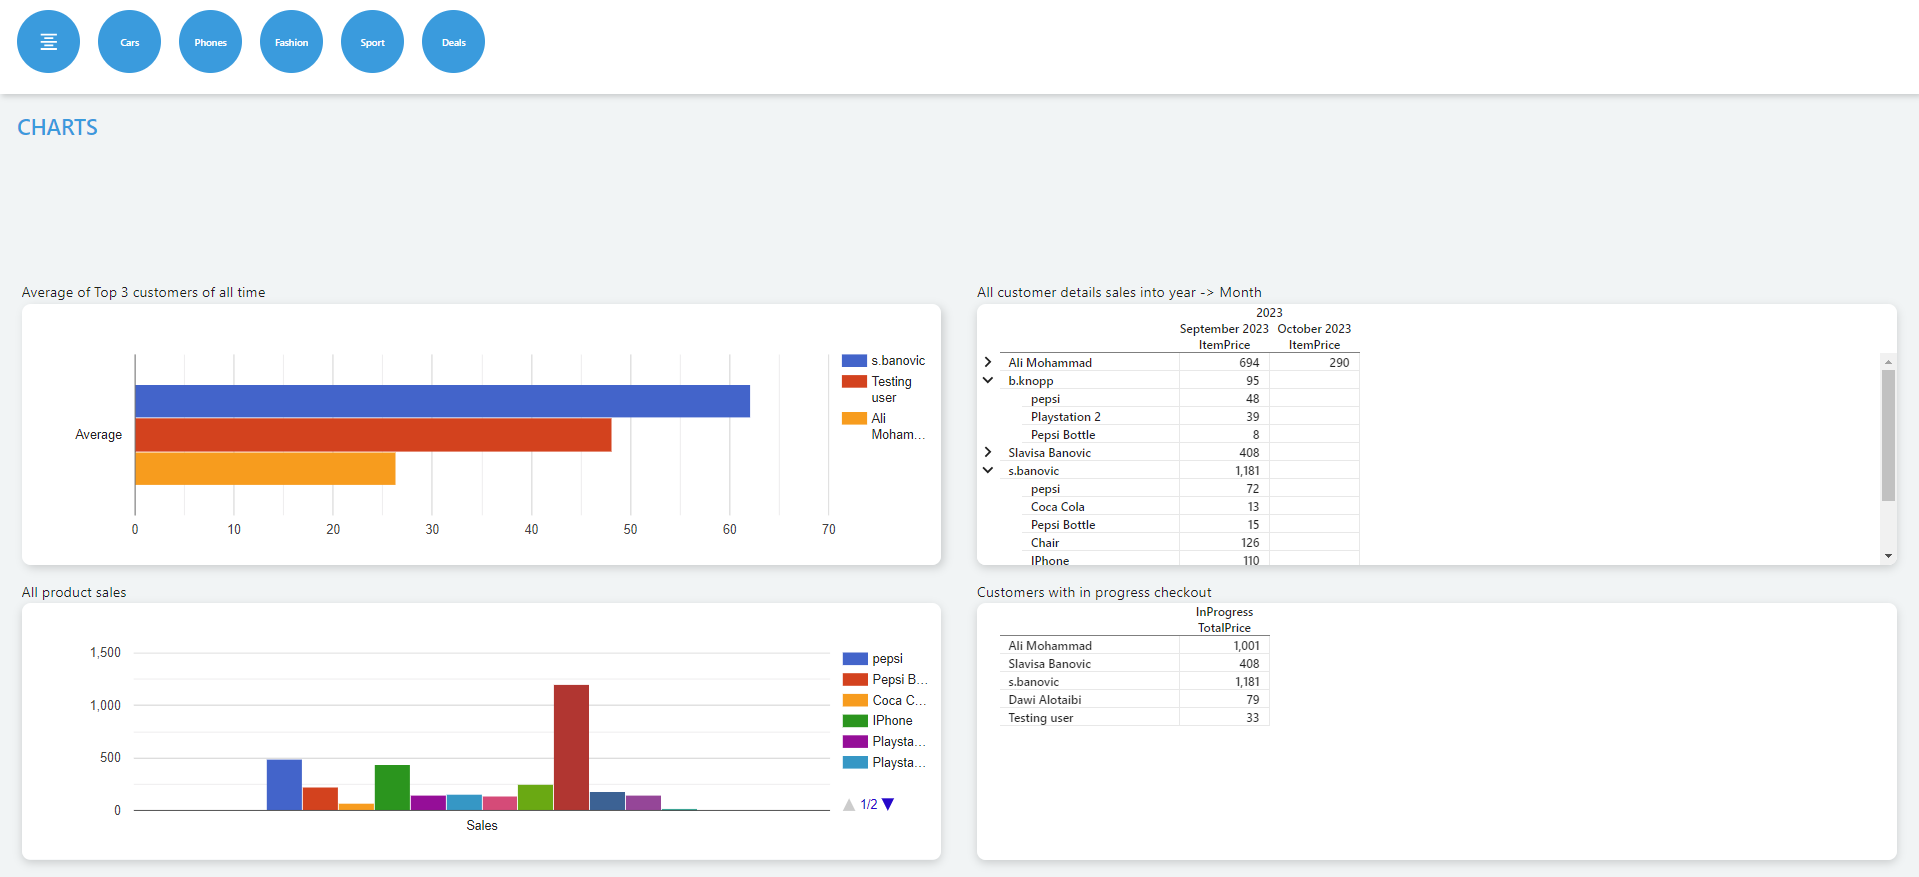 Cars Phones Fashion Sport Deals
CHARTS
Average of Top 3 customers of all time
s.banovic
Testing
user
Ali
Moham...
Average
0 10 20 30 40 50 60 70
All customer details sales into year -> Month
2023
September 2023 October 2023
ItemPrice ItemPrice
Ali Mohammad 694 290
b.knopp 95
pepsi 48
Playstation 2 39
Pepsi Bottle 8
Slavisa Banovic 408
s.banovic 1,181
pepsi 72
Coca Cola 13
Pepsi Bottle 15
Chair 126
IPhone 110
All product sales
1,500
1,000
500
0
Sales
pepsi
Pepsi B...
Coca C...
IPhone
Playsta...
Playsta...
1/2
Customers with in progress checkout
InProgress
TotalPrice
Ali Mohammad 1,001
Slavisa Banovic 408
s.banovic 1,181
Dawi Alotaibi 79
Testing user 33